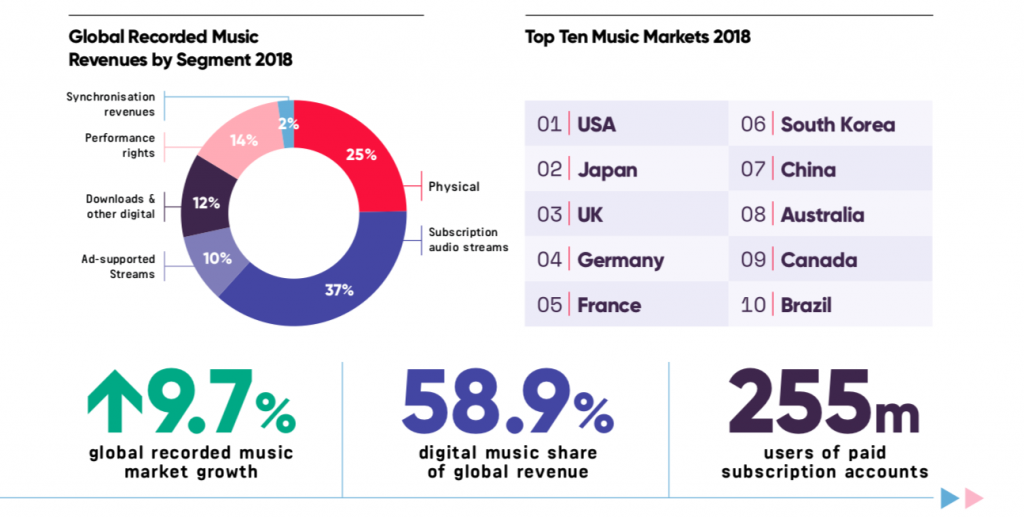 Global Recorded Music
Revenues by Segment 2018
Synchronisation
revenues
Performance
rights
Downloads &
other digital
Ad-supported
Streams
2%
14%
12%
10%
25%
37%
Physical
Subscription
audio streams
Top Ten Music Markets 2018
01 USA
02 Japan
03 UK
04 Germany
05 France
06 South Korea
07 China
08 Australia
09 Canada
10 Brazil
9.7%
global recorded music
market growth
58.9%
digital music share
of global revenue
255m
users of paid
subscription accounts